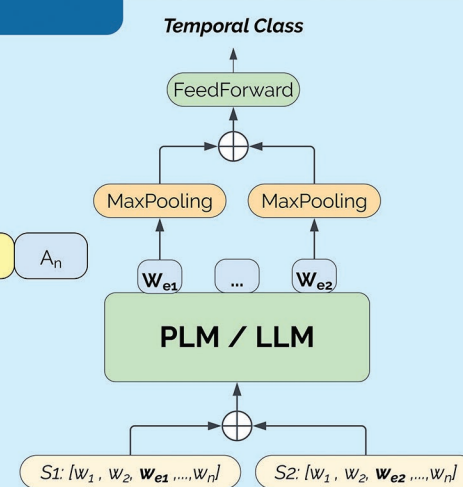 Temporal Class
FeedForward
MaxPooling MaxPooling
Aₙ
Wₑ₁ ... Wₑ₂
PLM / LLM
S1: [w₁ , w₂, wₑ₁ ,...,wₙ] S2: [w₁ , w₂, wₑ₂ ,...,wₙ]